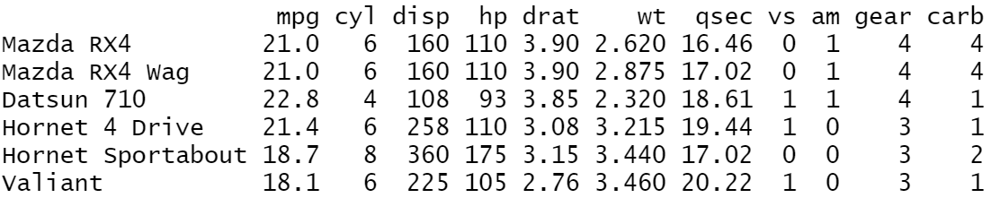 mpg cyl disp hp drat wt qsec vs am gear carb
Mazda RX4 21.0 6 160 110 3.90 2.620 16.46 0 1 4 4
Mazda RX4 Wag 21.0 6 160 110 3.90 2.875 17.02 0 1 4 4
Datsun 710 22.8 4 108 93 3.85 2.320 18.61 1 1 4 1
Hornet 4 Drive 21.4 6 258 110 3.08 3.215 19.44 1 0 3 1
Hornet Sportabout 18.7 8 360 175 3.15 3.440 17.02 0 0 3 2
Valiant 18.1 6 225 105 2.76 3.460 20.22 1 0 3 1